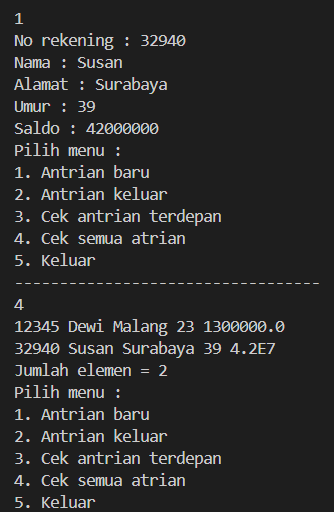 1
No rekening : 32940
Nama : Susan
Alamat : Surabaya
Umur : 39
Saldo : 42000000
Pilih menu :
1. Antrian baru
2. Antrian keluar
3. Cek antrian terdepan
4. Cek semua atrian
5. Keluar
----------------------------------
4
12345 Dewi Malang 23 1300000.0
32940 Susan Surabaya 39 4.2E7
Jumlah elemen = 2
Pilih menu :
1. Antrian baru
2. Antrian keluar
3. Cek antrian terdepan
4. Cek semua atrian
5. Keluar